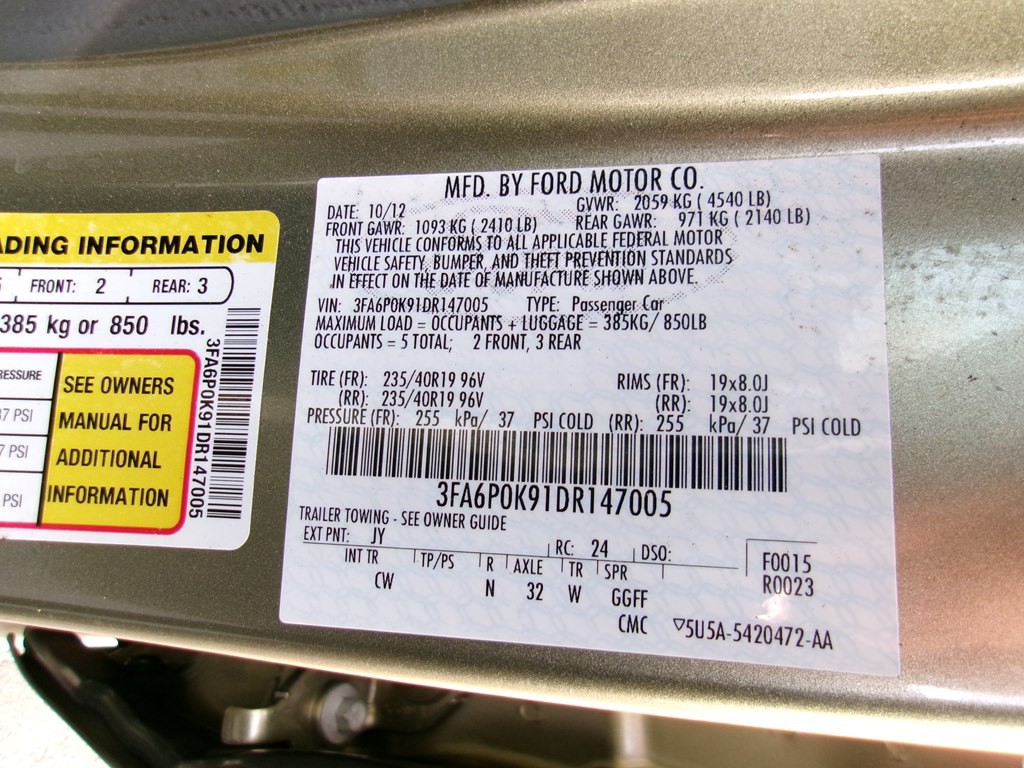 ADING INFORMATION
FRONT: 2 REAR: 3
385 kg or 850 lbs.
RESSURE
PSI
PSI
PSI
SEE OWNERS
MANUAL FOR
ADDITIONAL
INFORMATION
3FA6P0K91DR147005
MFD. BY FORD MOTOR CO.
DATE: 10/12 GVWR: 2059 KG ( 4540 LB)
FRONT GAWR: 1093 KG ( 2410 LB) REAR GAWR: 971 KG ( 2140 LB)
THIS VEHICLE CONFORMS TO ALL APPLICABLE FEDERAL MOTOR
VEHICLE SAFETY, BUMPER, AND THEFT PREVENTION STANDARDS
IN EFFECT ON THE DATE OF MANUFACTURE SHOWN ABOVE.
VIN: 3FA6P0K91DR147005 TYPE: Passenger Car
MAXIMUM LOAD = OCCUPANTS + LUGGAGE = 385KG/ 850LB
OCCUPANTS = 5 TOTAL; 2 FRONT, 3 REAR
TIRE (FR): 235/40R19 96V RIMS (FR): 19x8.0J
(RR): 235/40R19 96V (RR): 19x8.0J
PRESSURE (FR): 255 kPa/ 37 PSI COLD (RR): 255 kPa/ 37 PSI COLD
3FA6P0K91DR147005
TRAILER TOWING - SEE OWNER GUIDE
EXT PNT: JY RC: 24 DSO: F0015
INT TR TP/PS R AXLE TR SPR R0023
CW N 32 W GGFF
CMC ▽5U5A-5420472-AA